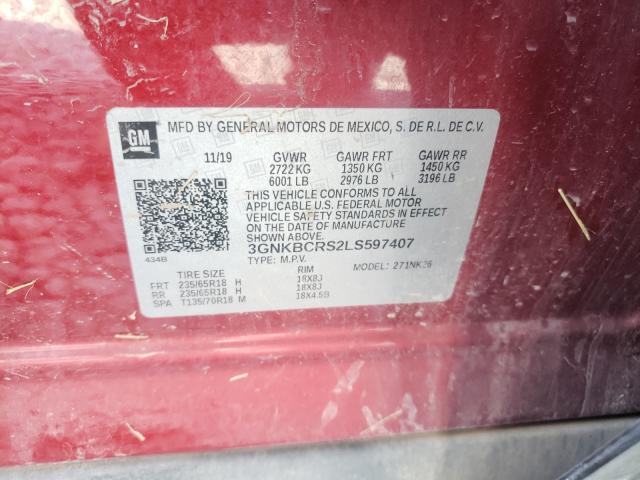 GM
MFD BY GENERAL MOTORS DE MEXICO, S. DE R.L. DE C.V.
11/19 GVWR GAWR FRT GAWR RR
2722 KG 1350 KG 1450 KG
6001 LB 2976 LB 3196 LB
THIS VEHICLE CONFORMS TO ALL
APPLICABLE U.S. FEDERAL MOTOR
VEHICLE SAFETY STANDARDS IN EFFECT
ON THE DATE OF MANUFACTURE
SHOWN ABOVE.
3GNKBCRS2LS597407
434B TYPE: M.P.V. MODEL: 271NK26
TIRE SIZE RIM
FRT 235/65R18 H 18X8J
RR 235/65R18 H 18X8J
SPA T135/70R18 M 18X4.5B